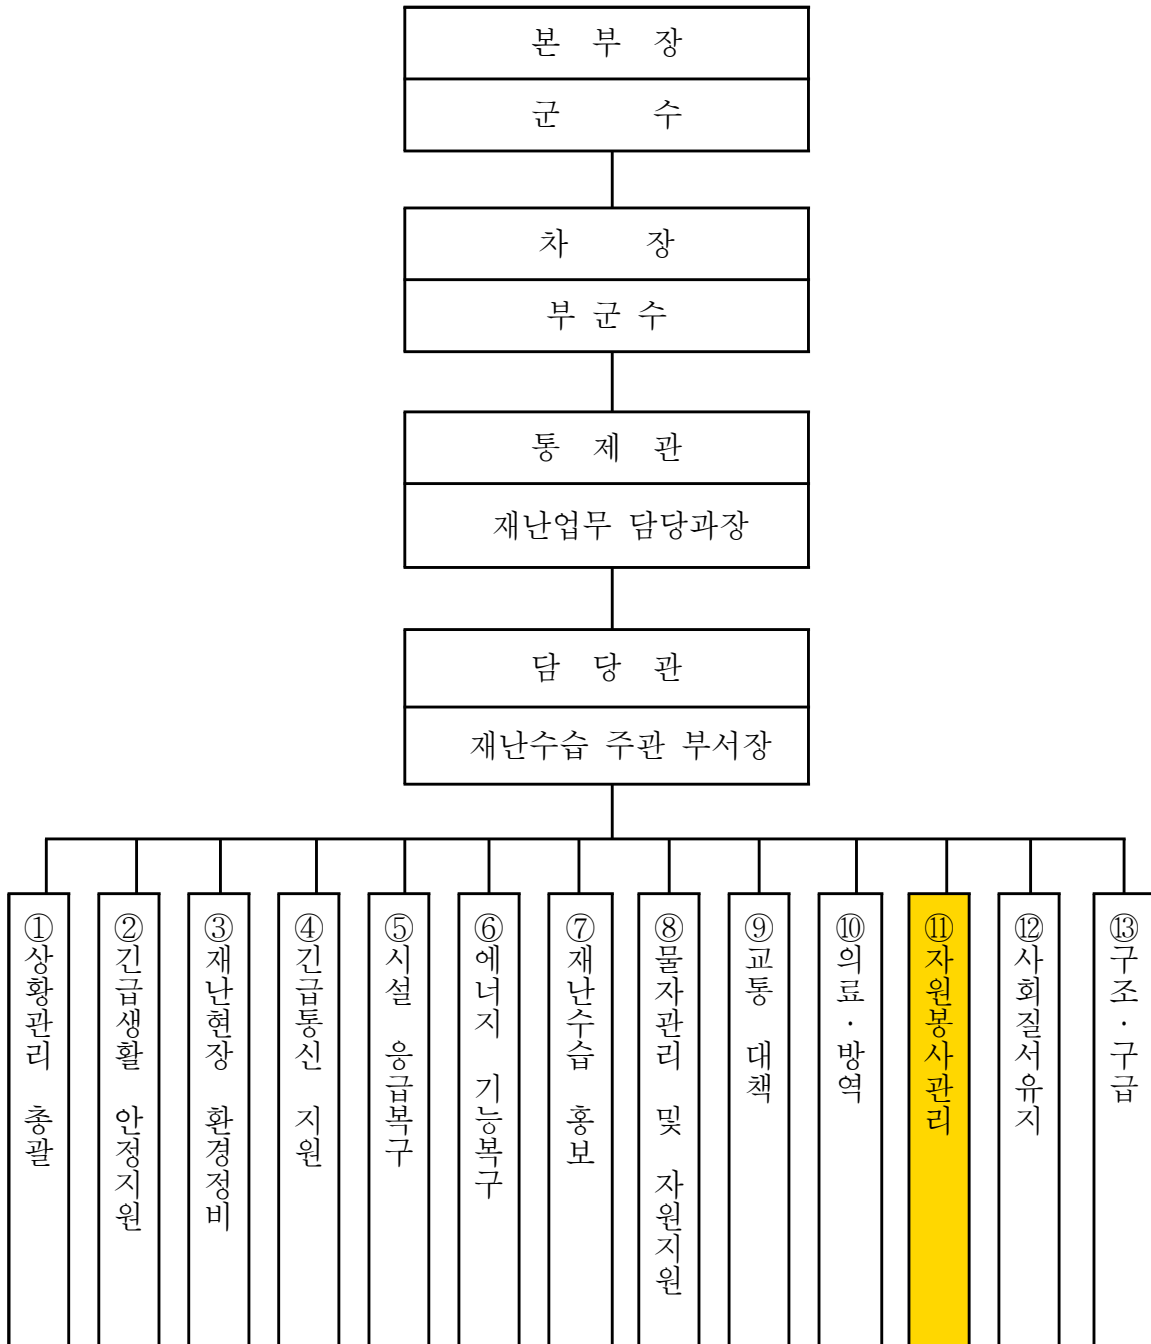 본 부 장
군 수
차 장
부 군 수
통 제 관
재난업무 담당과장
담 당 관
재난수습 주관 부서장
①상황관리 총괄
②긴급생활 안정지원
③재난현장 환경정비
④긴급통신 지원
⑤시설 응급복구
⑥에너지 기능복구
⑦재난수습 홍보
⑧물자관리 및 자원지원
⑨교통 대책
⑩의료·방역
⑪자원봉사관리
⑫사회질서유지
⑬구조·구급